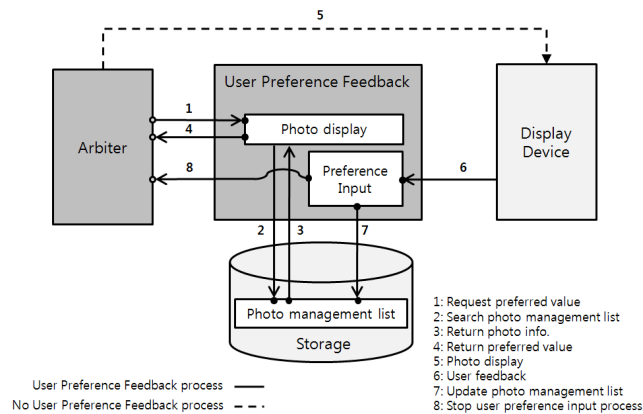 5
User Preference Feedback
Arbiter
1
4
Photo display
Display
Device
8
Preference
Input
6
2
3
7
Photo management list
Storage
1: Request preferred value
2: Search photo management list
3: Return photo info.
4: Return preferred value
5: Photo display
6: User feedback
7: Update photo management list
8: Stop user preference input process
User Preference Feedback process
No User Preference Feedback process